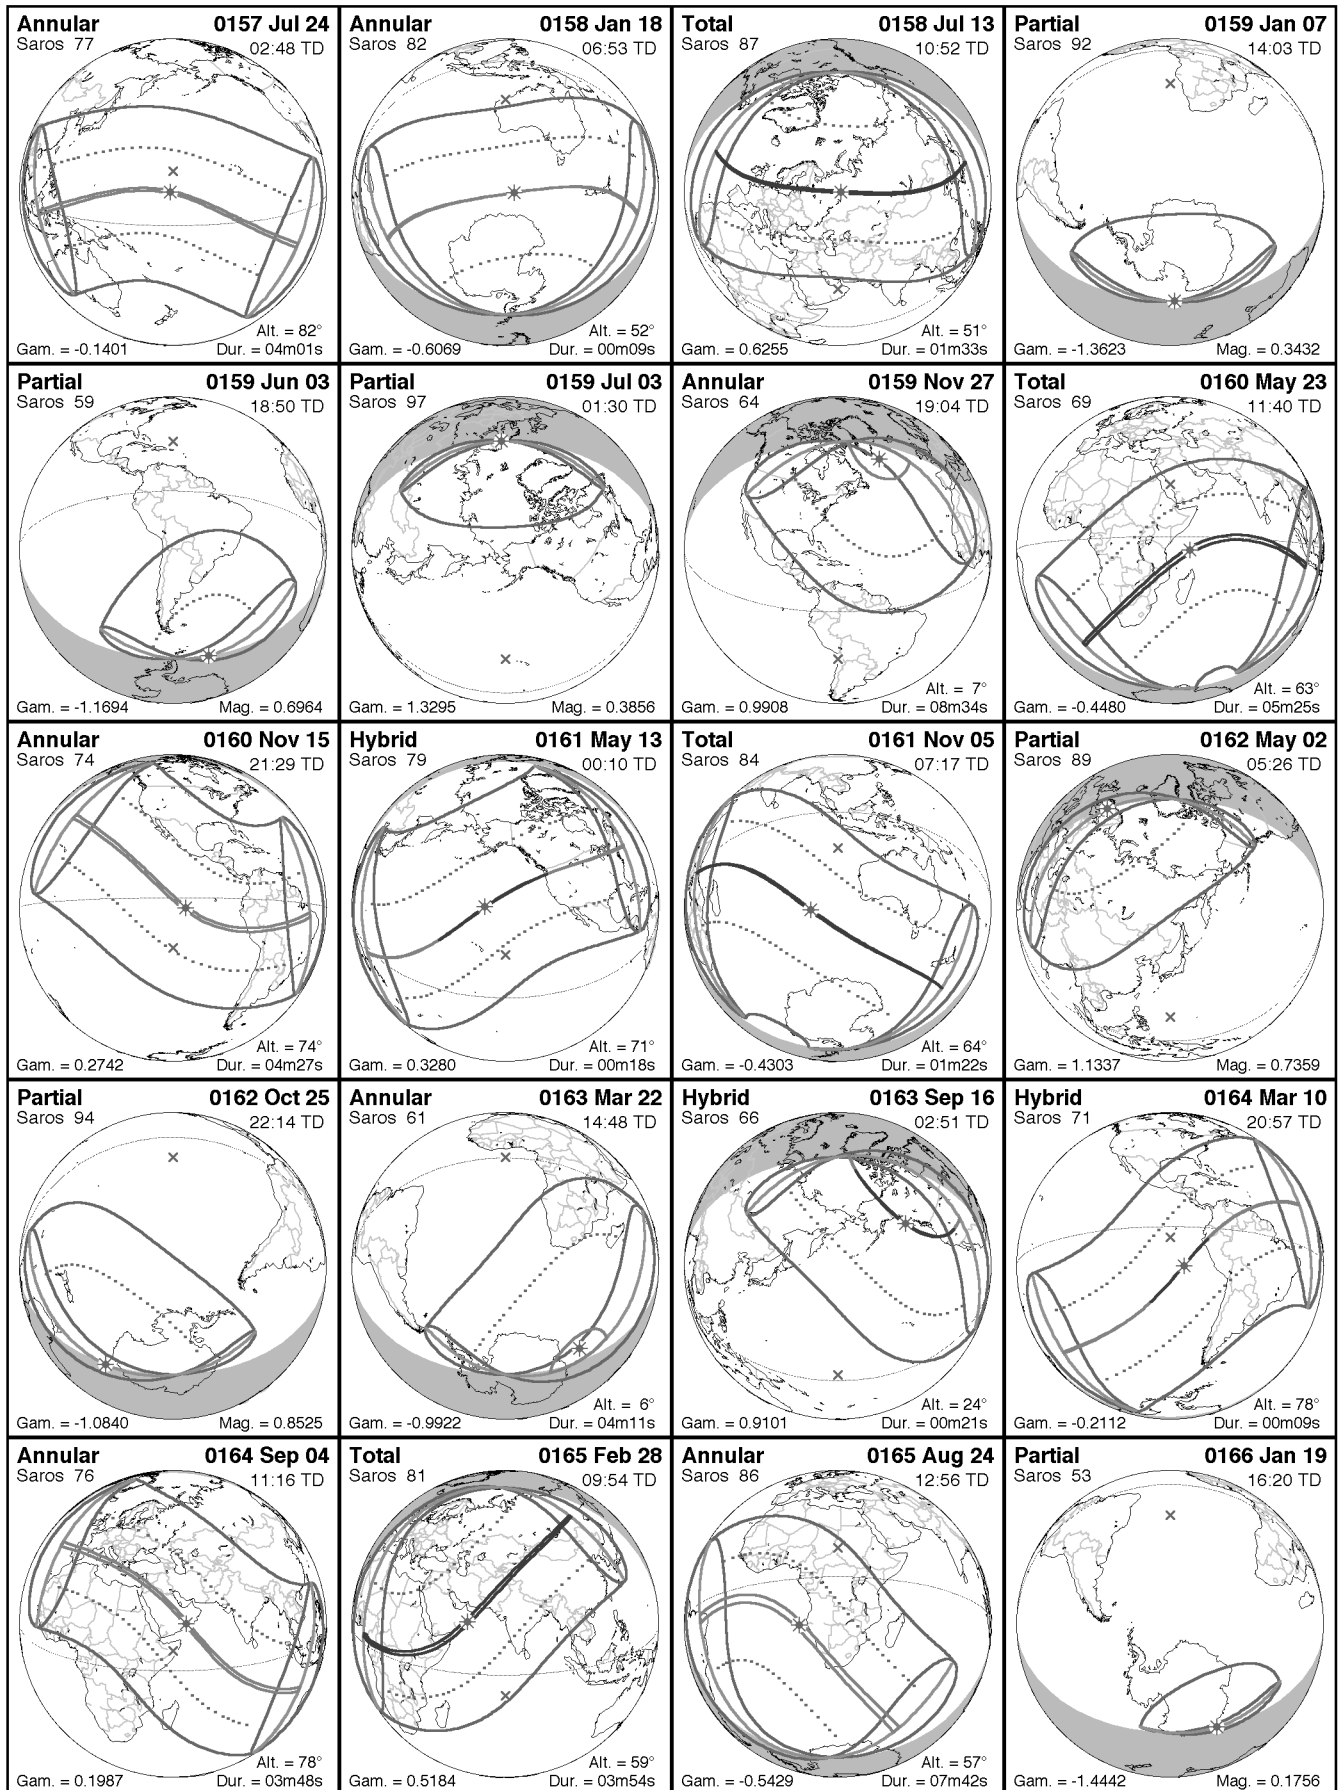 Annular 0157 Jul 24
Saros 77 02:48 TD
Alt. = 82°
Gam. = -0.1401 Dur. = 04m01s
Annular 0158 Jan 18
Saros 82 06:53 TD
Alt. = 52°
Gam. = -0.6069 Dur. = 00m09s
Total 0158 Jul 13
Saros 87 10:52 TD
Alt. = 51°
Gam. = 0.6255 Dur. = 01m33s
Partial 0159 Jan 07
Saros 92 14:03 TD
Gam. = -1.3623 Mag. = 0.3432
Partial 0159 Jun 03
Saros 59 18:50 TD
Gam. = -1.1694 Mag. = 0.6964
Partial 0159 Jul 03
Saros 97 01:30 TD
Gam. = 1.3295 Mag. = 0.3856
Annular 0159 Nov 27
Saros 64 19:04 TD
Alt. = 7°
Gam. = 0.9908 Dur. = 08m34s
Total 0160 May 23
Saros 69 11:40 TD
Alt. = 63°
Gam. = -0.4480 Dur. = 05m25s
Annular 0160 Nov 15
Saros 74 21:29 TD
Alt. = 74°
Gam. = 0.2742 Dur. = 04m27s
Hybrid 0161 May 13
Saros 79 00:10 TD
Alt. = 71°
Gam. = 0.3280 Dur. = 00m18s
Total 0161 Nov 05
Saros 84 07:17 TD
Alt. = 64°
Gam. = -0.4303 Dur. = 01m22s
Partial 0162 May 02
Saros 89 05:26 TD
Gam. = 1.1337 Mag. = 0.7359
Partial 0162 Oct 25
Saros 94 22:14 TD
Gam. = -1.0840 Mag. = 0.8525
Annular 0163 Mar 22
Saros 61 14:48 TD
Alt. = 6°
Gam. = -0.9922 Dur. = 04m11s
Hybrid 0163 Sep 16
Saros 66 02:51 TD
Alt. = 24°
Gam. = 0.9101 Dur. = 00m21s
Hybrid 0164 Mar 10
Saros 71 20:57 TD
Alt. = 78°
Gam. = -0.2112 Dur. = 00m09s
Annular 0164 Sep 04
Saros 76 11:16 TD
Alt. = 78°
Gam. = 0.1987 Dur. = 03m48s
Total 0165 Feb 28
Saros 81 09:54 TD
Alt. = 59°
Gam. = 0.5184 Dur. = 03m54s
Annular 0165 Aug 24
Saros 86 12:56 TD
Alt. = 57°
Gam. = -0.5429 Dur. = 07m42s
Partial 0166 Jan 19
Saros 53 16:20 TD
Gam. = -1.4442 Mag. = 0.1756